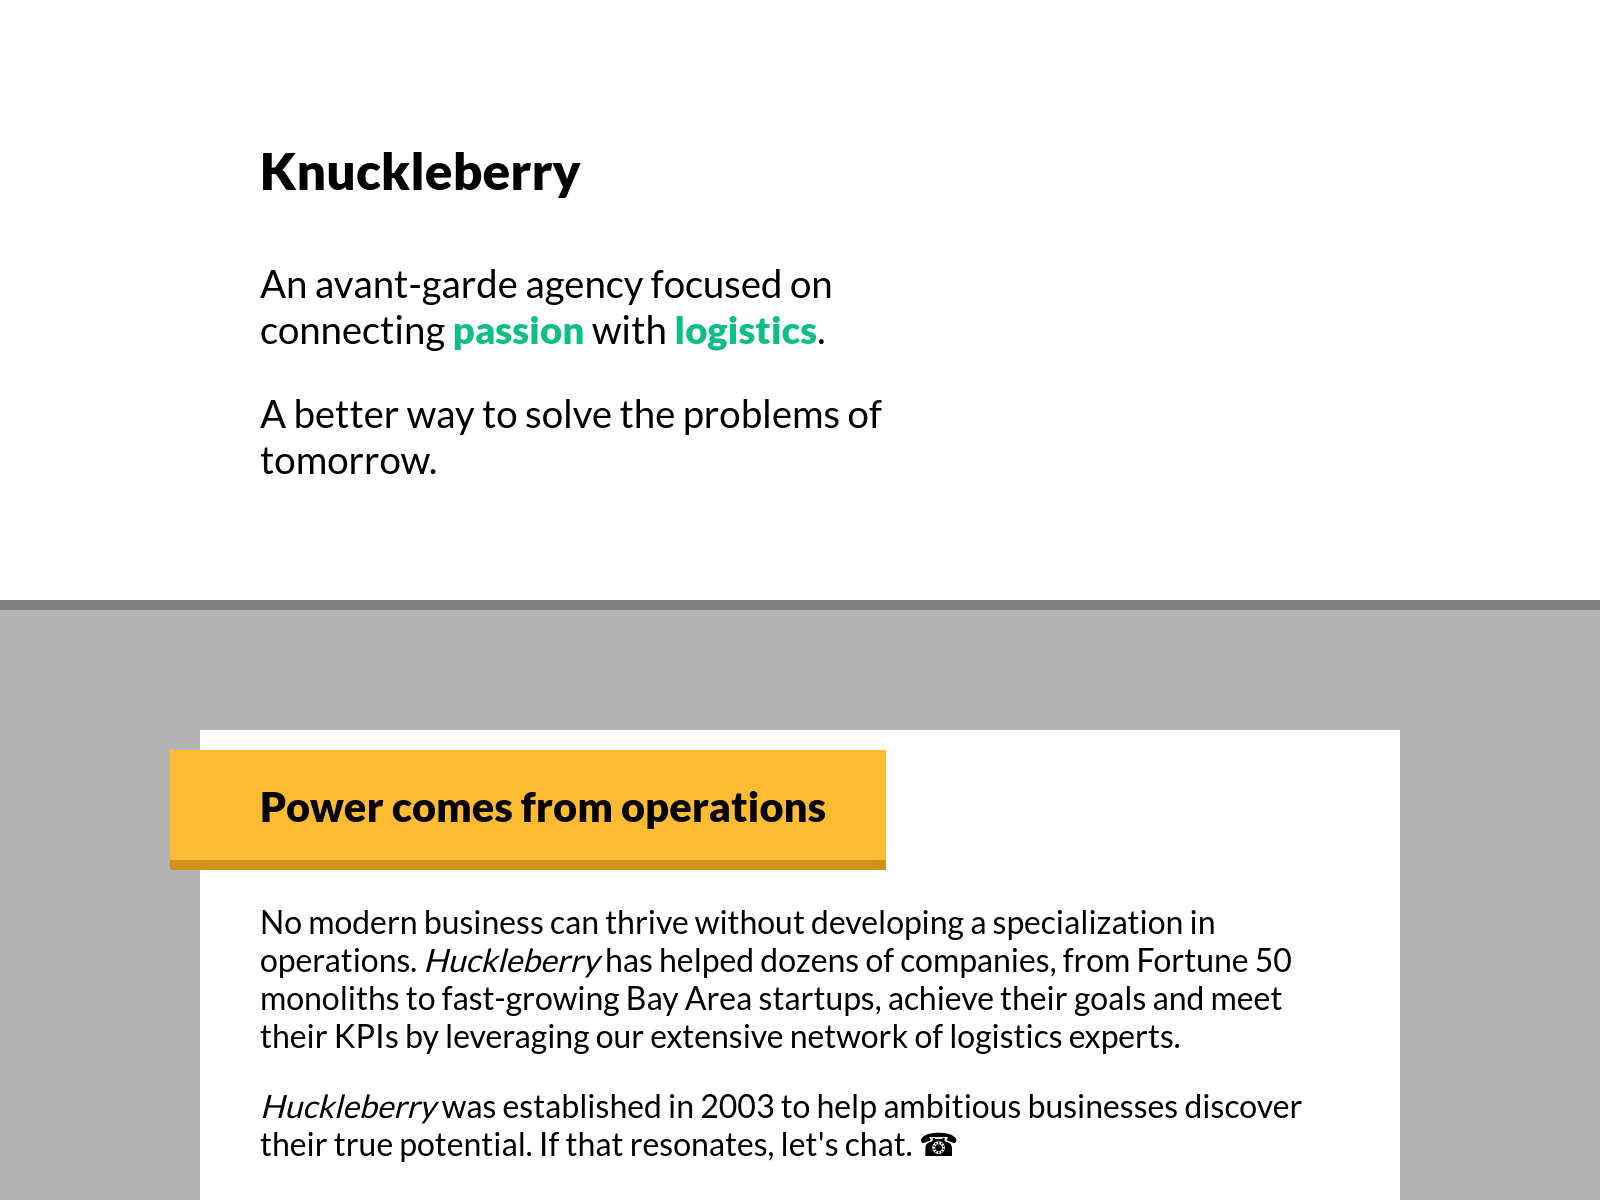 Knuckleberry
An avant-garde agency focused on
connecting passion with logistics.
A better way to solve the problems of
tomorrow.
Power comes from operations
No modern business can thrive without developing a specialization in
operations. Huckleberry has helped dozens of companies, from Fortune 50
monoliths to fast-growing Bay Area startups, achieve their goals and meet
their KPIs by leveraging our extensive network of logistics experts.
Huckleberry was established in 2003 to help ambitious businesses discover
their true potential. If that resonates, let's chat. ☎